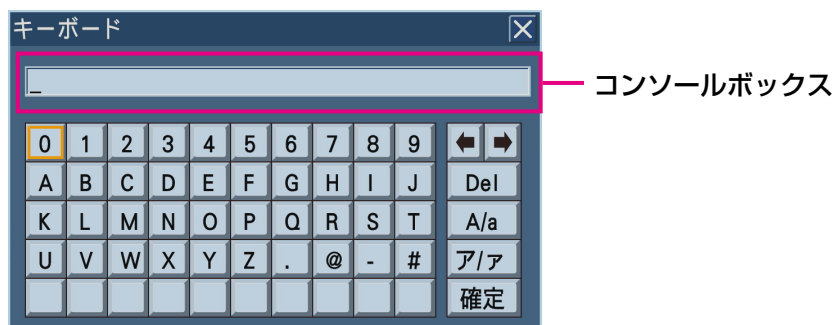 キーボード
_
コンソールボックス
0 1 2 3 4 5 6 7 8 9
A B C D E F G H I J Del
K L M N O P Q R S T A/a
U V W X Y Z . @ - # ア/ァ
確定